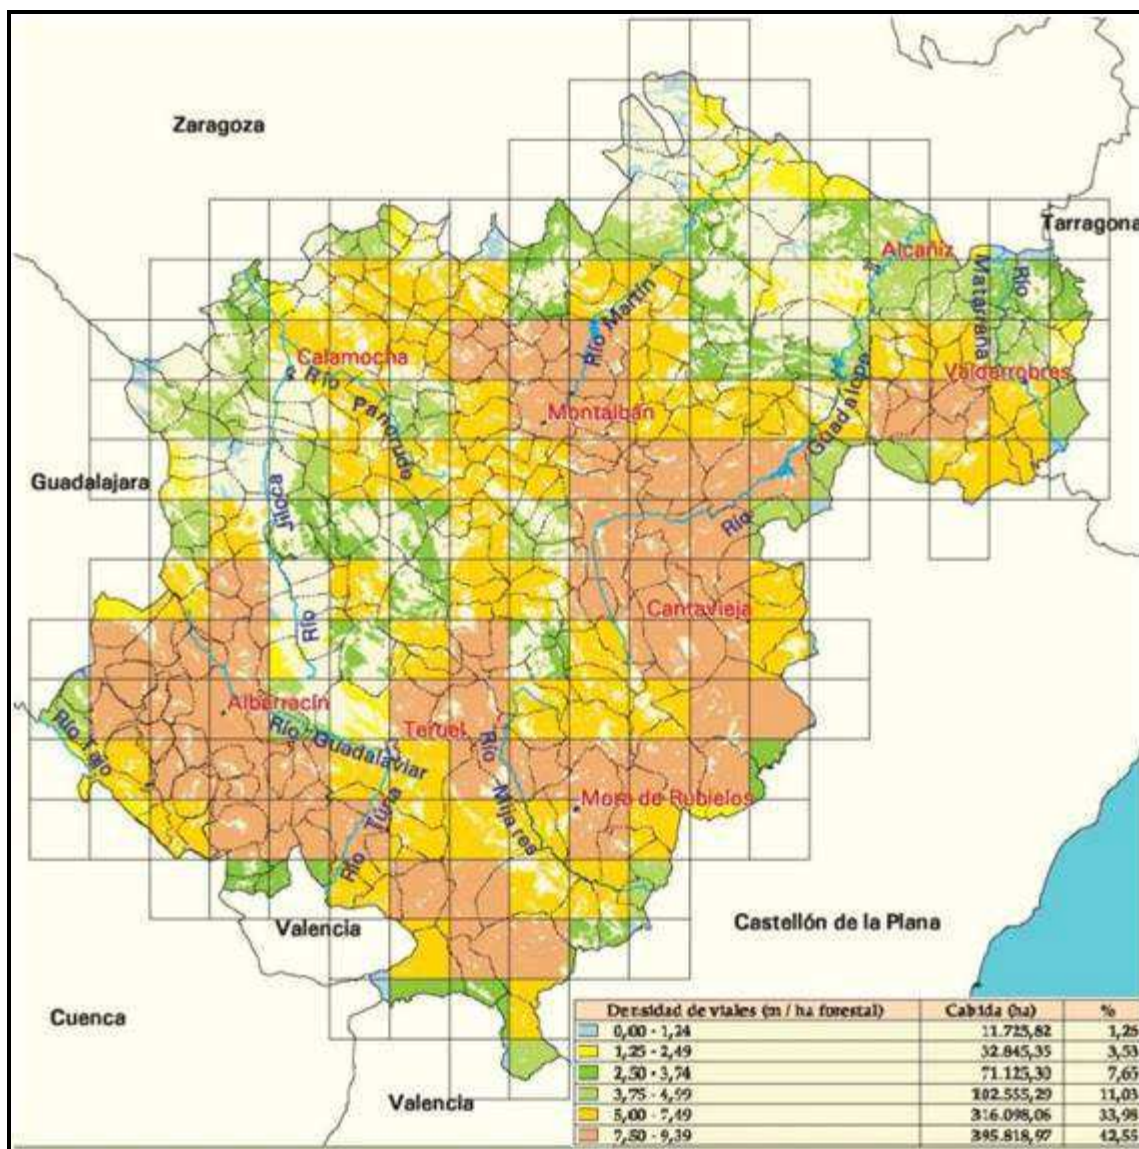 Zaragoza
Tarragona
Alcañiz
Río Matarrana
Río Martín
Calamocha
Río Pancrude
Valderrobres
Montalbán
Río Guadalope
Guadalajara
Río Jiloca
Cantavieja
Albarracín
Teruel
Río Guadalaviar
Río Tajo
Río Mijares
Mora de Rubielos
Río Turia
Valencia
Castellón de la Plana
Cuenca
Valencia
Densidad de viales (m / ha forestal) Cabida (ha) %
0,00 - 1,24 11.725,82 1,26
1,25 - 2,49 32.845,35 3,53
2,50 - 3,74 71.125,30 7,65
3,75 - 4,99 102.555,29 11,03
5,00 - 7,49 316.098,06 33,98
7,50 - 9,39 395.818,97 42,55